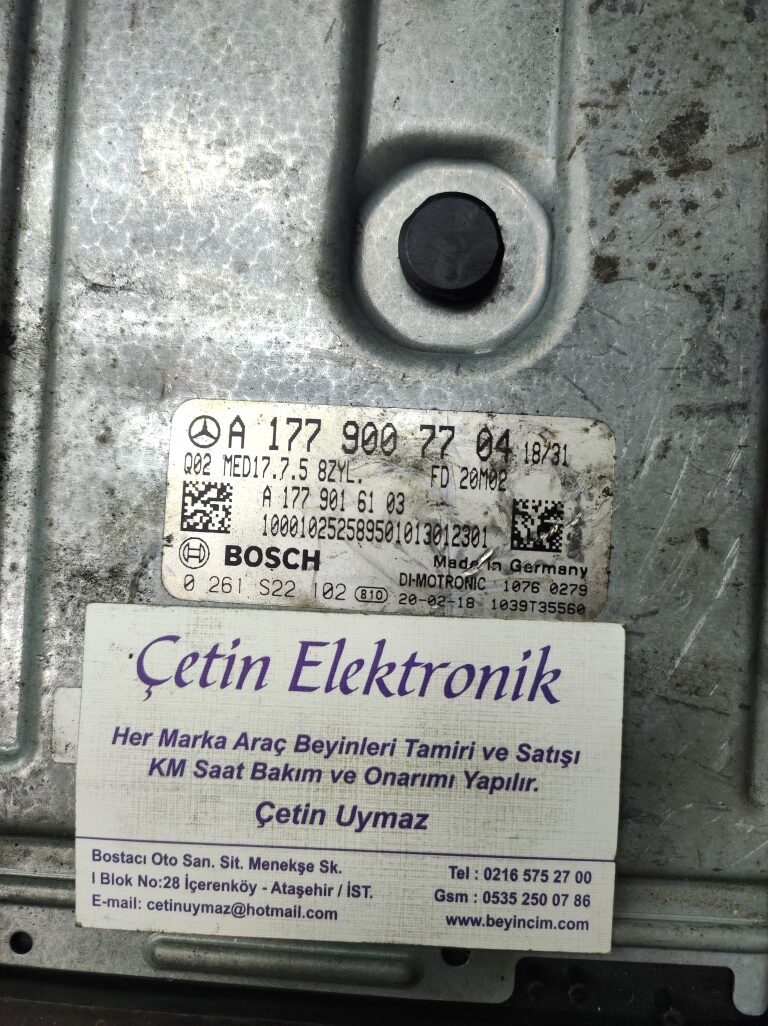 A 177 900 77 04 18/31
Q02 MED17.7.5 8ZYL. FD 20M02
A 177 901 61 03
10001025258950101301​2301
BOSCH Made in Germany
DI-MOTRONIC 1076 0279
0 261 S22 102 810 20-02-18 1039T35560
Çetin Elektronik
Her Marka Araç Beyinleri Tamiri ve Satışı
KM Saat Bakım ve Onarımı Yapılır.
Çetin Uymaz
Bostacı Oto San. Sit. Menekşe Sk.
I Blok No:28 İçerenköy - Ataşehir / İST.
E-mail: cetinuymaz@hotmail.com
Tel : 0216 575 27 00
Gsm : 0535 250 07 86
www.beyincim.com